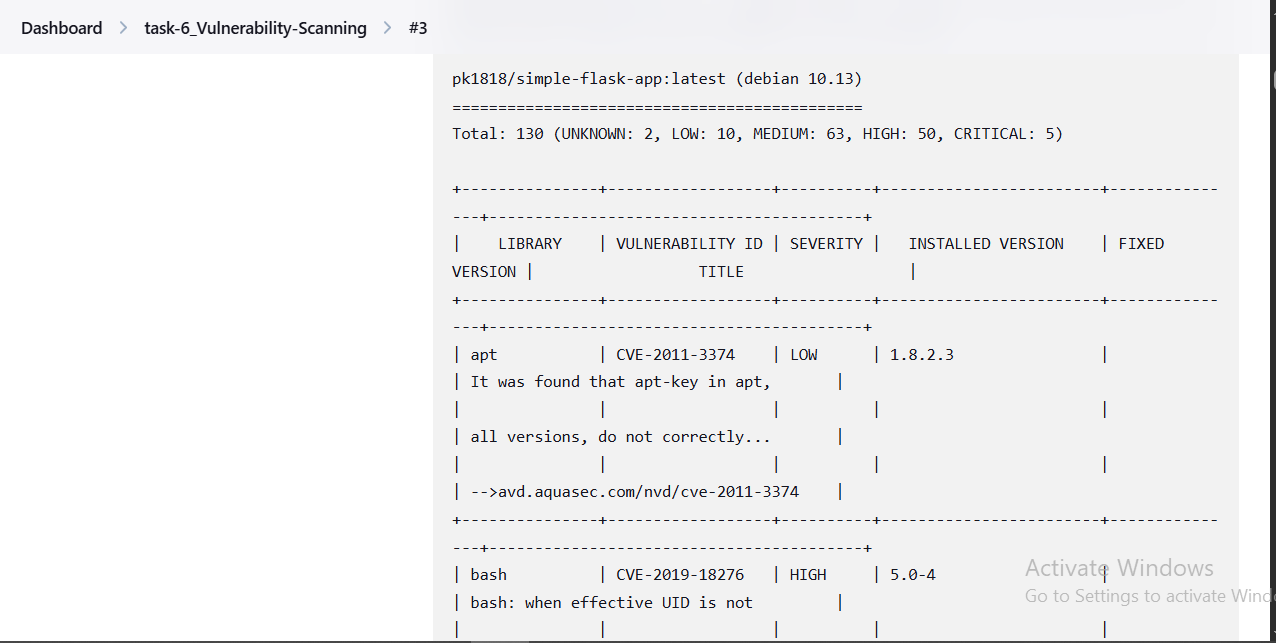 Dashboard > task-6_Vulnerability-Scanning > #3
pk1818/simple-flask-app:latest (debian 10.13)
=============================================
Total: 130 (UNKNOWN: 2, LOW: 10, MEDIUM: 63, HIGH: 50, CRITICAL: 5)
+---------------+------------------+----------+------------------------+------------
---+-----------------------------------------+
|    LIBRARY    | VULNERABILITY ID | SEVERITY |   INSTALLED VERSION    | FIXED
VERSION |                  TITLE                  |
+---------------+------------------+----------+------------------------+------------
---+-----------------------------------------+
| apt           | CVE-2011-3374    | LOW      | 1.8.2.3                |
| It was found that apt-key in apt,       |
|               |                  |          |                        |
| all versions, do not correctly...       |
|               |                  |          |                        |
| -->avd.aquasec.com/nvd/cve-2011-3374    |
+---------------+------------------+----------+------------------------+------------
---+-----------------------------------------+
| bash          | CVE-2019-18276   | HIGH     | 5.0-4                  |
| bash: when effective UID is not         |
|               |                  |          |                        |
Activate Windows
Go to Settings to activate Wind